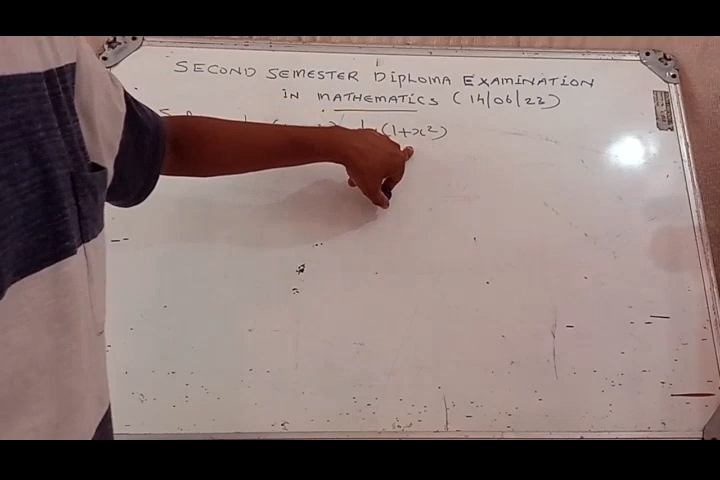 SECOND SEMESTER DIPLOMA EXAMINATION
IN MATHEMATICS (14/06/23)
(1+x²)